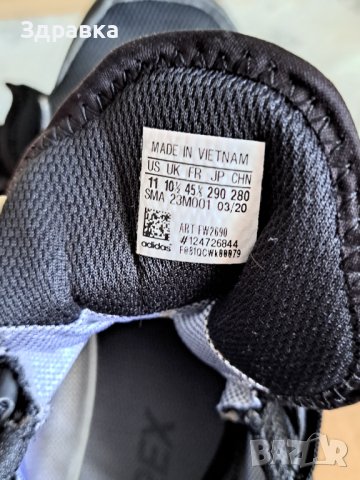 Здравка
MADE IN VIETNAM
US UK FR JP CHN
11 10½ 45⅓ 290 280
SMA 23M001 03/20
ART FW2690
#124726844
adidas
BAZAR